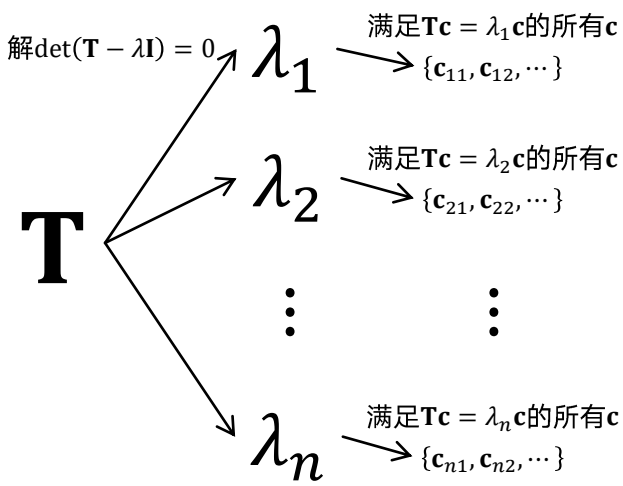 解det(𝐓 − λ𝐈) = 0
𝐓
λ₁
满足𝐓𝐜 = λ₁𝐜的所有𝐜
{𝐜₁₁, 𝐜₁₂, ⋯ }
λ₂
满足𝐓𝐜 = λ₂𝐜的所有𝐜
{𝐜₂₁, 𝐜₂₂, ⋯ }
⋮ ⋮
λₙ
满足𝐓𝐜 = λₙ𝐜的所有𝐜
{𝐜ₙ₁, 𝐜ₙ₂, ⋯ }